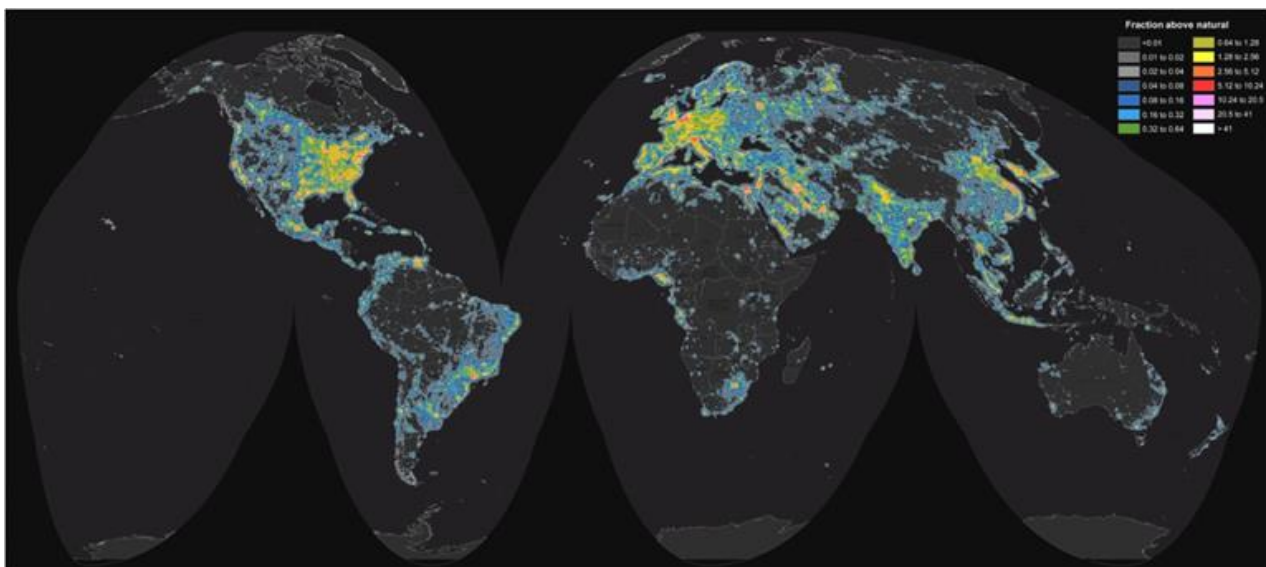 Fraction above natural
<0.01
0.01 to 0.02
0.02 to 0.04
0.04 to 0.08
0.08 to 0.16
0.16 to 0.32
0.32 to 0.64
0.64 to 1.28
1.28 to 2.56
2.56 to 5.12
5.12 to 10.24
10.24 to 20.5
20.5 to 41
> 41